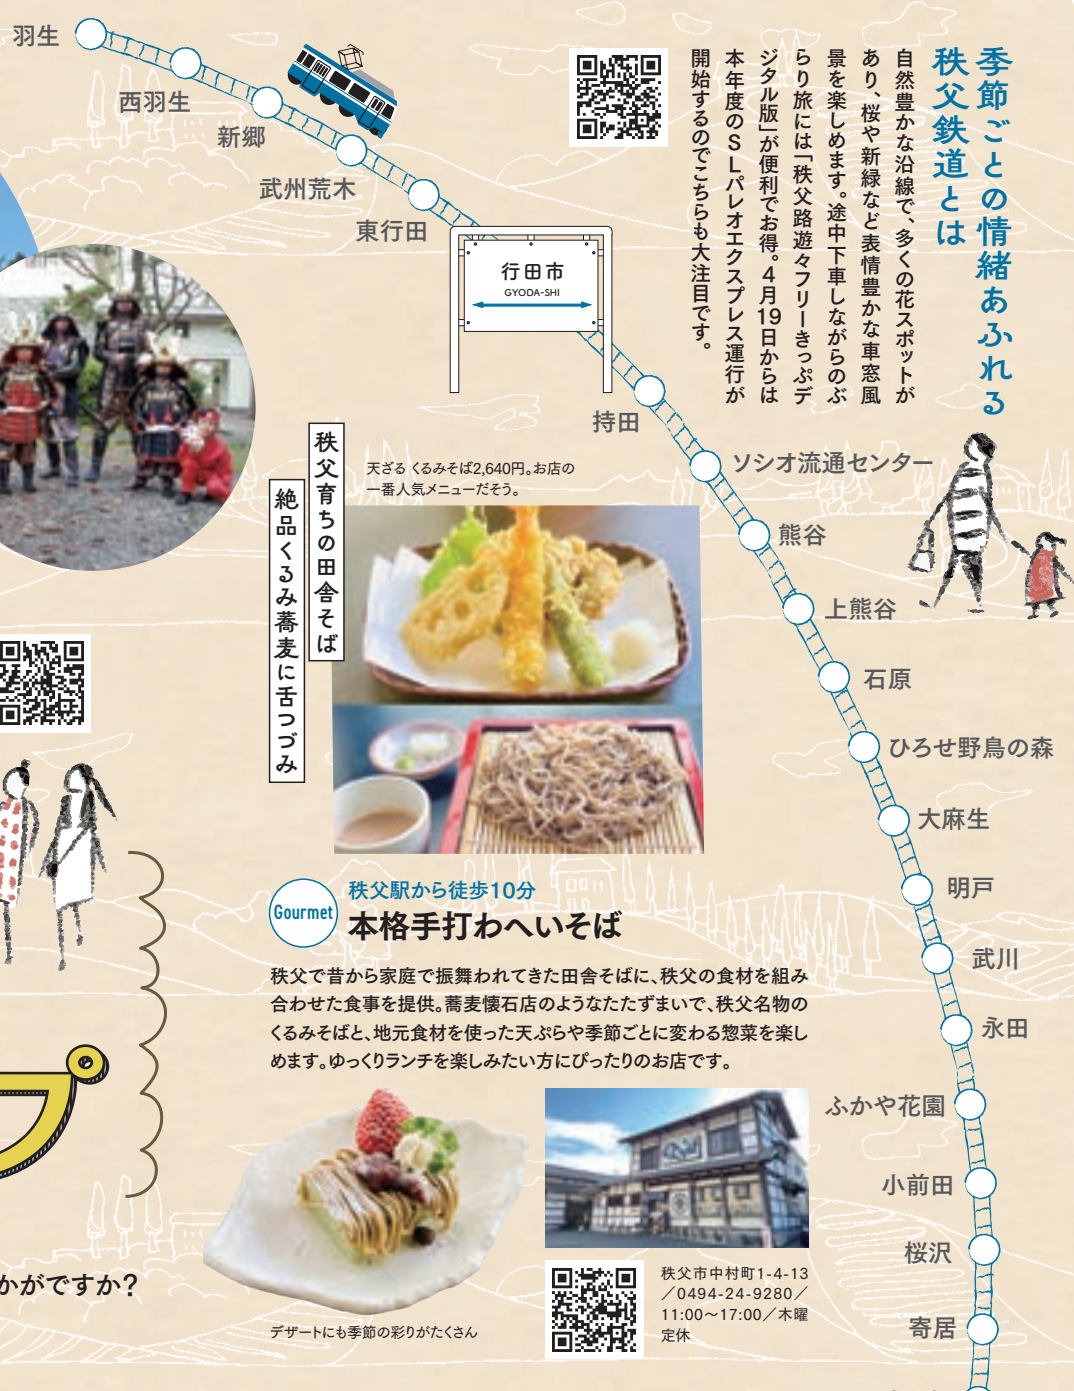 季節ごとの情緒あふれる
秩父鉄道とは
自然豊かな沿線で、多くの花スポットが
あり、桜や新緑など表情豊かな車窓風
景を楽しめます。途中下車しながらのぶ
らり旅には「秩父路遊々フリーきっぷデ
ジタル版」が便利でお得。4月19日からは
本年度のSLパレオエクスプレス運行が
開始するのでこちらも大注目です。
羽生
西羽生
新郷
武州荒木
東行田
行田市
GYODA-SHI
持田
ソシオ流通センター
熊谷
上熊谷
石原
ひろせ野鳥の森
大麻生
明戸
武川
永田
ふかや花園
小前田
桜沢
寄居
秩父育ちの田舎そば
絶品くるみ蕎麦に舌つづみ
天ざる くるみそば2,640円。お店の
一番人気メニューだそう。
Gourmet
秩父駅から徒歩10分
本格手打わへいそば
秩父で昔から家庭で振舞われてきた田舎そばに、秩父の食材を組み
合わせた食事を提供。蕎麦懐石店のようなたたずまいで、秩父名物の
くるみそばと、地元食材を使った天ぷらや季節ごとに変わる惣菜を楽し
めます。ゆっくりランチを楽しみたい方にぴったりのお店です。
デザートにも季節の彩りがたくさん
秩父市中村町1-4-13
／0494-24-9280／
11:00〜17:00／木曜
定休
プ
かがですか?